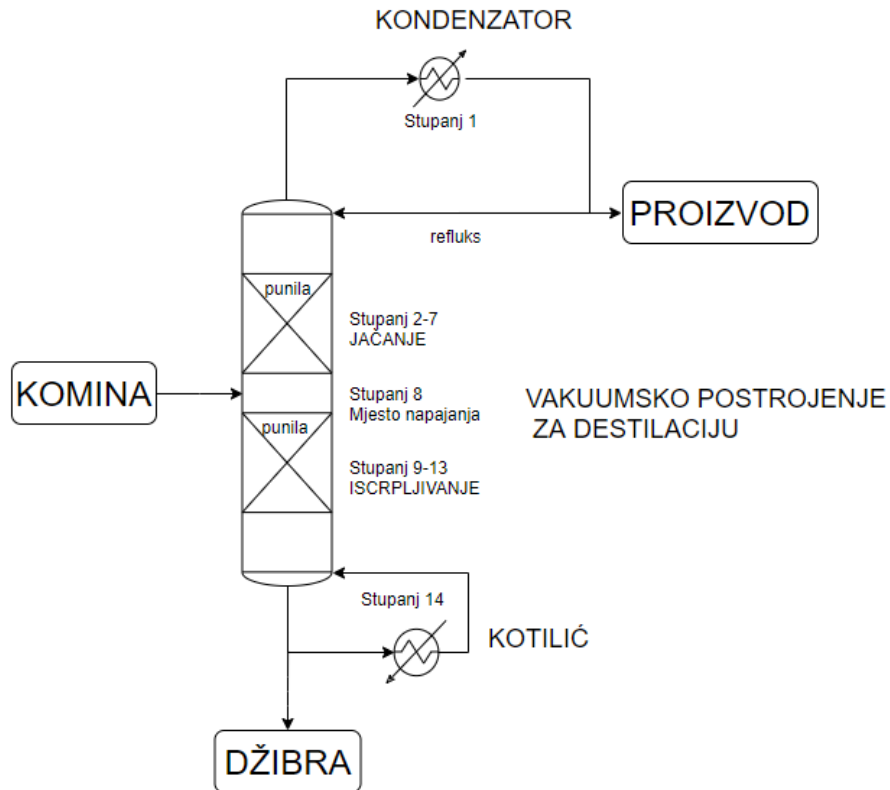 KONDENZATOR
Stupanj 1
PROIZVOD
refluks
punila
Stupanj 2-7
JAČANJE
KOMINA
Stupanj 8
Mjesto napajanja
VAKUUMSKO POSTROJENJE
ZA DESTILACIJU
punila
Stupanj 9-13
ISCRPLJIVANJE
Stupanj 14
KOTILIĆ
DŽIBRA